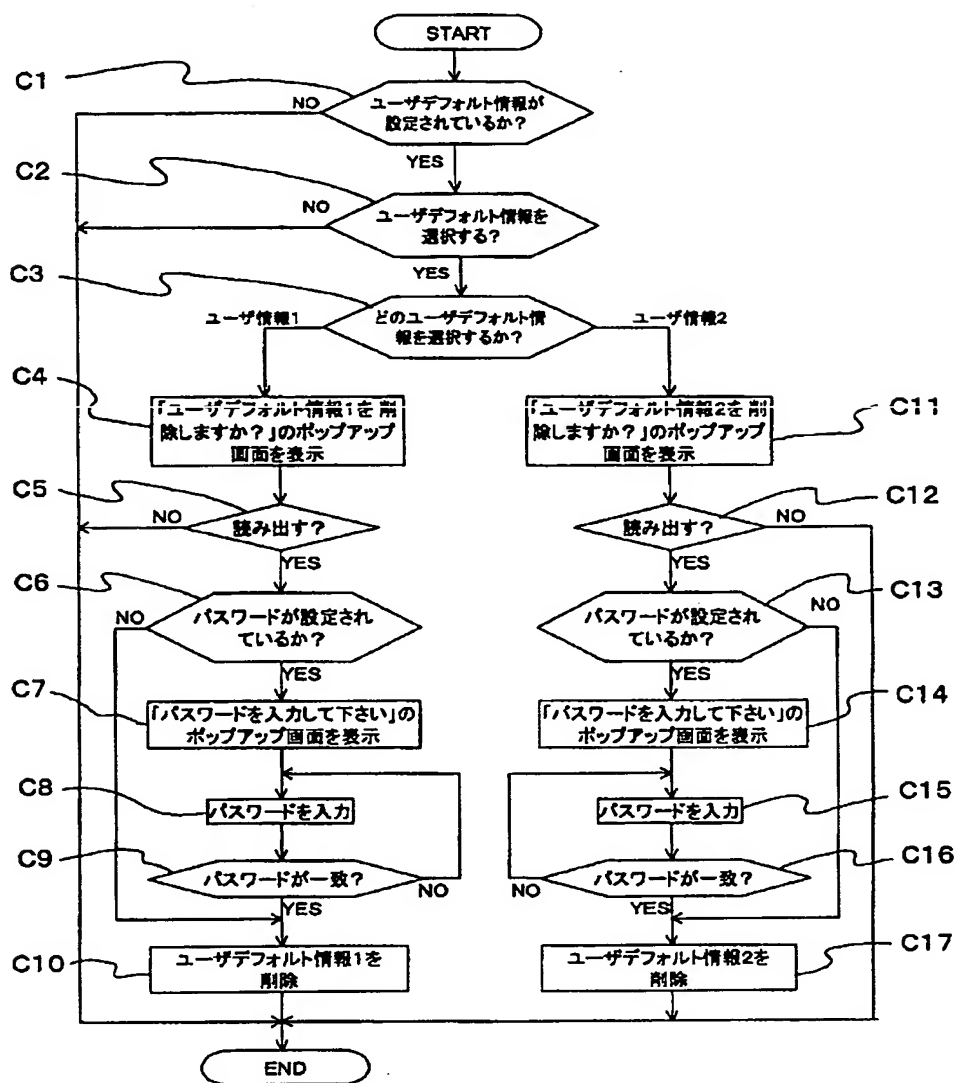 START
C1
NO
ユーザデフォルト情報が
設定されているか？
YES
C2
NO
ユーザデフォルト情報を
選択する？
YES
C3
ユーザ情報1
どのユーザデフォルト情
報を選択するか？
ユーザ情報2
C4
「ユーザデフォルト情報1を削
除しますか？」のポップアップ
画面を表示
「ユーザデフォルト情報2を削
除しますか？」のポップアップ
画面を表示
C11
C5
NO
読み出す？
YES
C12
読み出す？
NO
YES
C6
NO
パスワードが設定され
ているか？
YES
C13
パスワードが設定され
ているか？
NO
YES
C7
「パスワードを入力して下さい」の
ポップアップ画面を表示
「パスワードを入力して下さい」の
ポップアップ画面を表示
C14
C8
パスワードを入力
パスワードを入力
C15
C9
パスワードが一致？
NO
YES
C16
NO
パスワードが一致？
YES
C10
ユーザデフォルト情報1を
削除
ユーザデフォルト情報2を
削除
C17
END